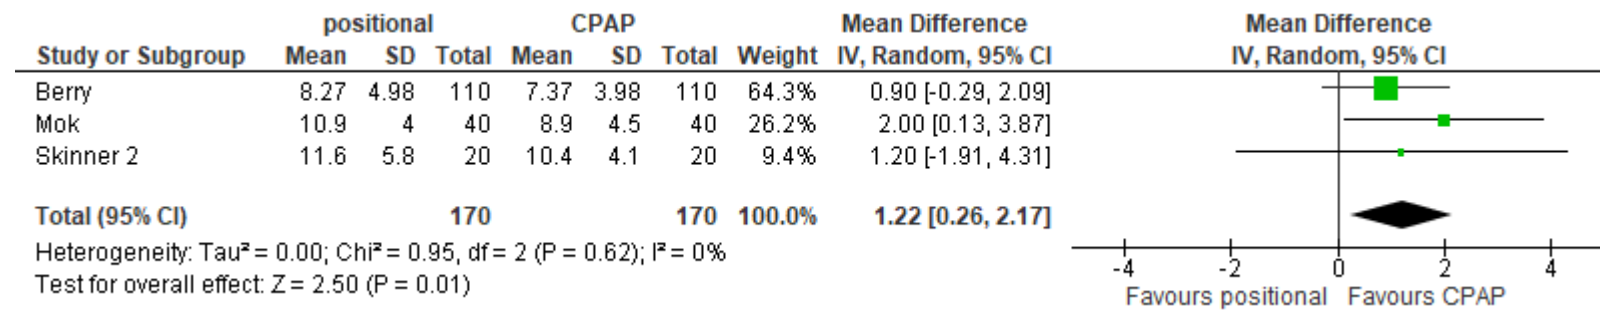 positional CPAP Mean Difference Mean Difference
Study or Subgroup Mean SD Total Mean SD Total Weight IV, Random, 95% CI IV, Random, 95% CI
Berry 8.27 4.98 110 7.37 3.98 110 64.3% 0.90 [-0.29, 2.09]
Mok 10.9 4 40 8.9 4.5 40 26.2% 2.00 [0.13, 3.87]
Skinner 2 11.6 5.8 20 10.4 4.1 20 9.4% 1.20 [-1.91, 4.31]
Total (95% CI) 170 170 100.0% 1.22 [0.26, 2.17]
Heterogeneity: Tau² = 0.00; Chi² = 0.95, df = 2 (P = 0.62); I² = 0%
Test for overall effect: Z = 2.50 (P = 0.01)
-4 -2 0 2 4
Favours positional Favours CPAP